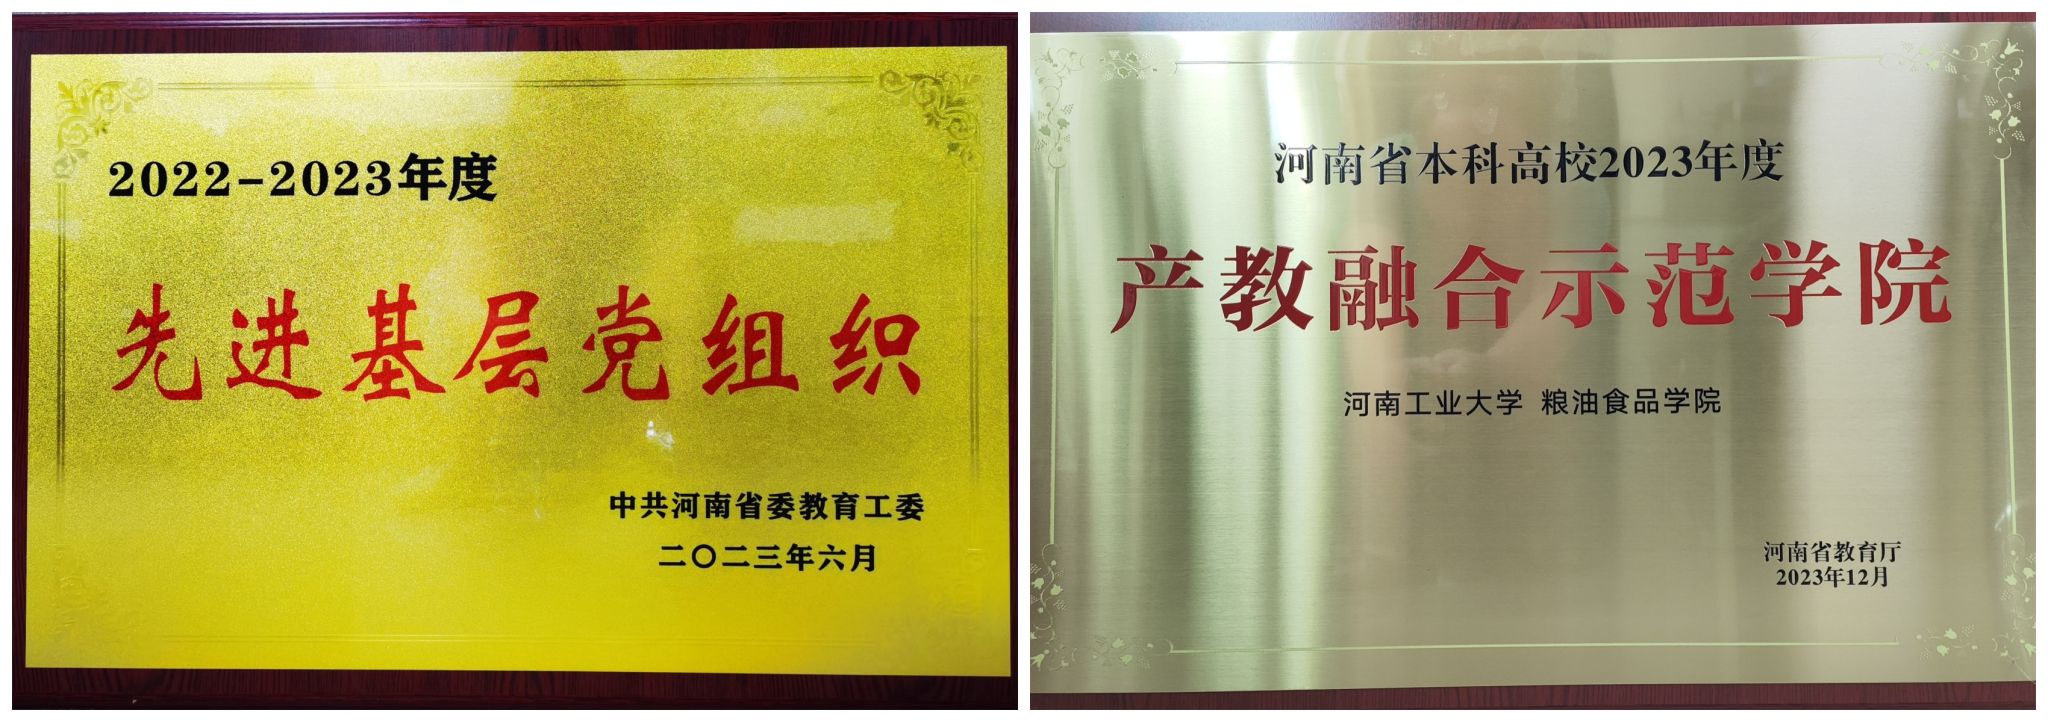 2022-2023年度
先进基层党组织
中共河南省委教育工委
二〇二三年六月
河南省本科高校2023年度
产教融合示范学院
河南工业大学 粮油食品学院
河南省教育厅
2023年12月